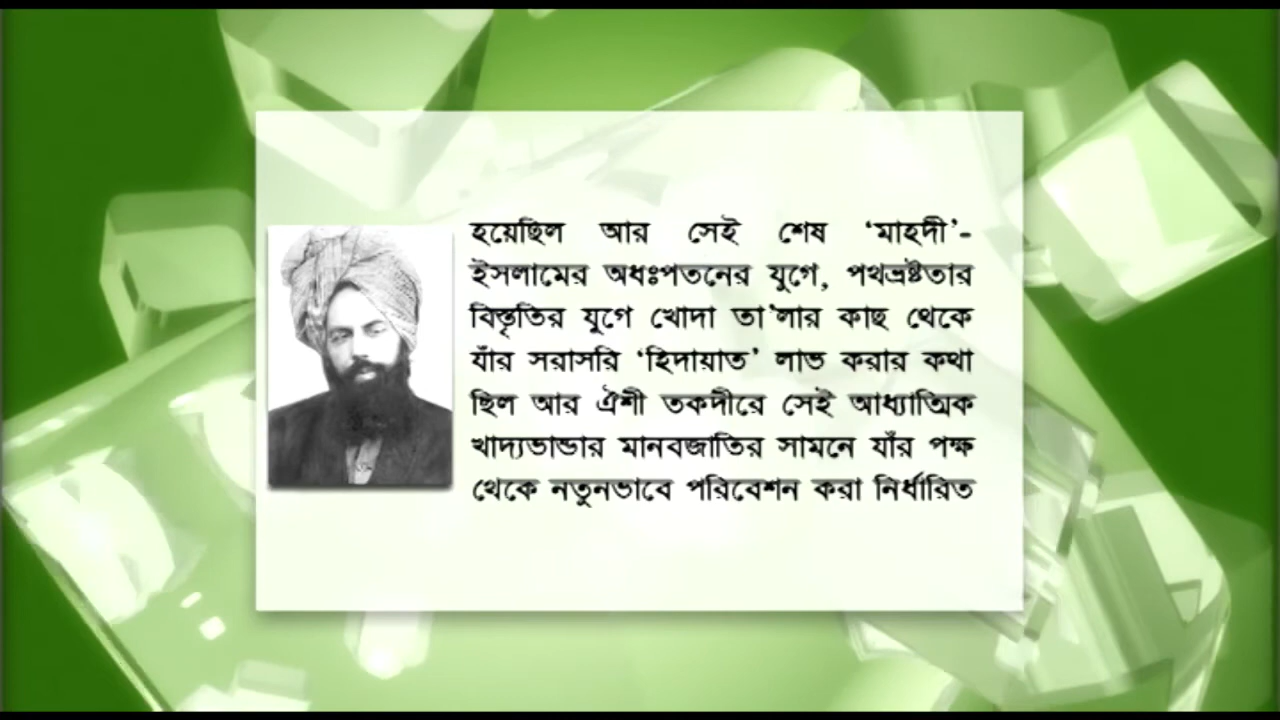 হয়েছিল আর সেই শেষ ‘মাহদী’-
ইসলামের অধঃপতনের যুগে, পথভ্রষ্টতার
বিস্তৃতির যুগে খোদা তা’লার কাছ থেকে
যাঁর সরাসরি ‘হিদায়াত’ লাভ করার কথা
ছিল আর ঐশী তকদীরে সেই আধ্যাত্মিক
খাদ্যভান্ডার মানবজাতির সামনে যাঁর পক্ষ
থেকে নতুনভাবে পরিবেশন করা নির্ধারিত